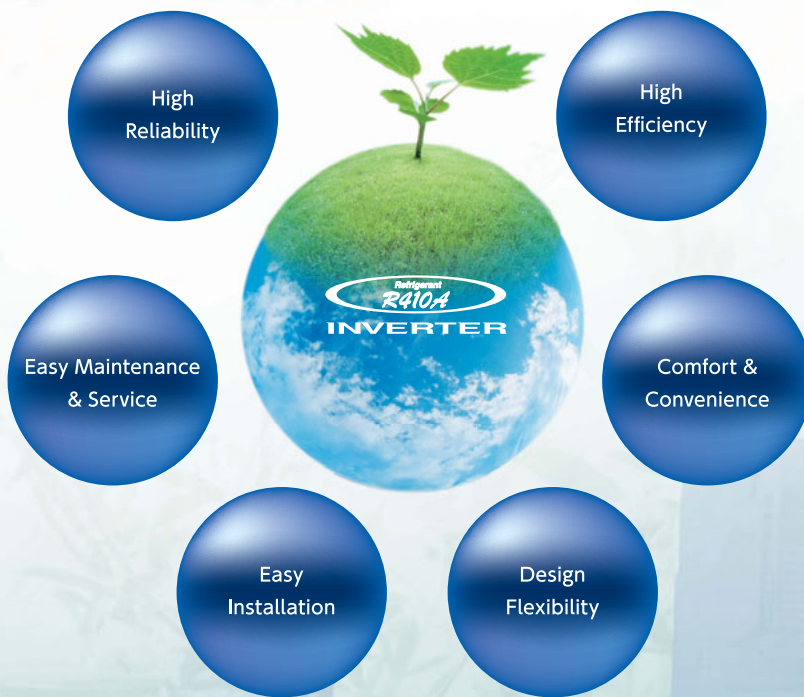 High
Reliability
High
Efficiency
Refrigerant
R410A
INVERTER
Easy Maintenance
& Service
Comfort &
Convenience
Easy
Installation
Design
Flexibility